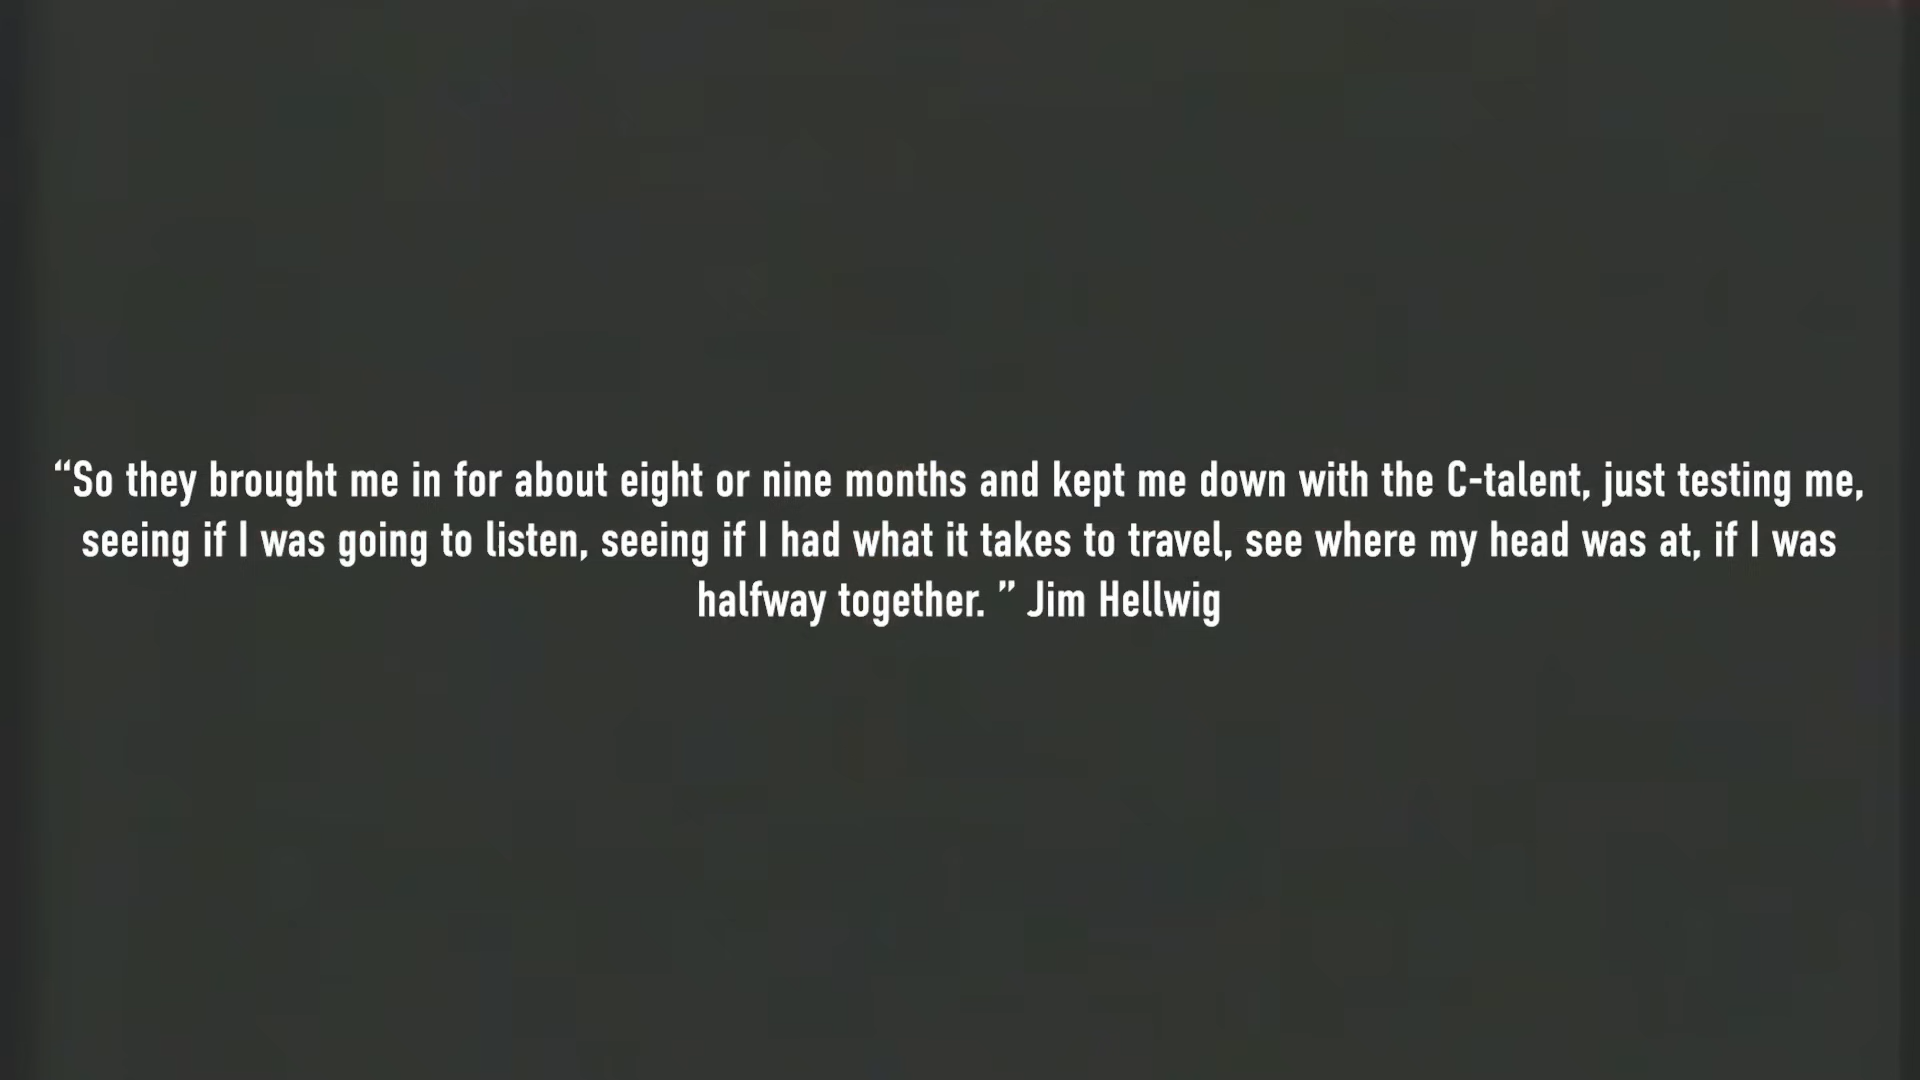 “So they brought me in for about eight or nine months and kept me down with the C-talent, just testing me,
seeing if I was going to listen, seeing if I had what it takes to travel, see where my head was at, if I was
halfway together. ” Jim Hellwig